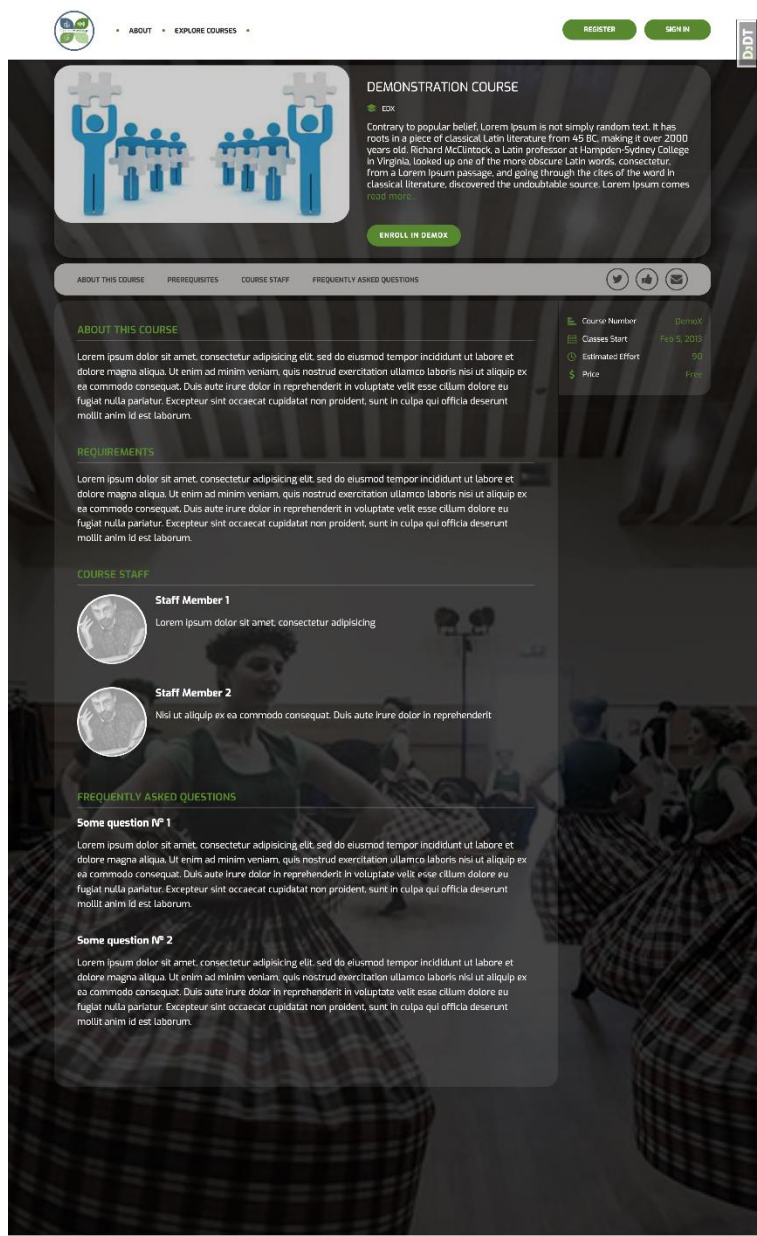 ABOUT
EXPLORE COURSES
REGISTER
SIGN IN
DJDT
DEMONSTRATION COURSE
EDX
Contrary to popular belief, Lorem Ipsum is not simply random text. It has
roots in a piece of classical Latin literature from 45 BC, making it over 2000
years old. Richard McClintock, a Latin professor at Hampden-Sydney College
in Virginia, looked up one of the more obscure Latin words, consectetur,
from a Lorem Ipsum passage, and going through the cites of the word in
classical literature, discovered the undoubtable source. Lorem Ipsum comes
read more...
ENROLL IN DEMOX
ABOUT THIS COURSE
PREREQUISITES
COURSE STAFF
FREQUENTLY ASKED QUESTIONS
ABOUT THIS COURSE
Lorem ipsum dolor sit amet, consectetur adipisicing elit, sed do eiusmod tempor incididunt ut labore et
dolore magna aliqua. Ut enim ad minim veniam, quis nostrud exercitation ullamco laboris nisi ut aliquip ex
ea commodo consequat. Duis aute irure dolor in reprehenderit in voluptate velit esse cillum dolore eu
fugiat nulla pariatur. Excepteur sint occaecat cupidatat non proident, sunt in culpa qui officia deserunt
mollit anim id est laborum.
Course Number DemoX
Classes Start Feb 5, 2013
Estimated Effort 90
Price Free
REQUIREMENTS
Lorem ipsum dolor sit amet, consectetur adipisicing elit, sed do eiusmod tempor incididunt ut labore et
dolore magna aliqua. Ut enim ad minim veniam, quis nostrud exercitation ullamco laboris nisi ut aliquip ex
ea commodo consequat. Duis aute irure dolor in reprehenderit in voluptate velit esse cillum dolore eu
fugiat nulla pariatur. Excepteur sint occaecat cupidatat non proident, sunt in culpa qui officia deserunt
mollit anim id est laborum.
COURSE STAFF
Staff Member 1
Lorem ipsum dolor sit amet, consectetur adipisicing
Staff Member 2
Nisi ut aliquip ex ea commodo consequat. Duis aute irure dolor in reprehenderit
FREQUENTLY ASKED QUESTIONS
Some question № 1
Lorem ipsum dolor sit amet, consectetur adipisicing elit, sed do eiusmod tempor incididunt ut labore et
dolore magna aliqua. Ut enim ad minim veniam, quis nostrud exercitation ullamco laboris nisi ut aliquip ex
ea commodo consequat. Duis aute irure dolor in reprehenderit in voluptate velit esse cillum dolore eu
fugiat nulla pariatur. Excepteur sint occaecat cupidatat non proident, sunt in culpa qui officia deserunt
mollit anim id est laborum.
Some question № 2
Lorem ipsum dolor sit amet, consectetur adipisicing elit, sed do eiusmod tempor incididunt ut labore et
dolore magna aliqua. Ut enim ad minim veniam, quis nostrud exercitation ullamco laboris nisi ut aliquip ex
ea commodo consequat. Duis aute irure dolor in reprehenderit in voluptate velit esse cillum dolore eu
fugiat nulla pariatur. Excepteur sint occaecat cupidatat non proident, sunt in culpa qui officia deserunt
mollit anim id est laborum.